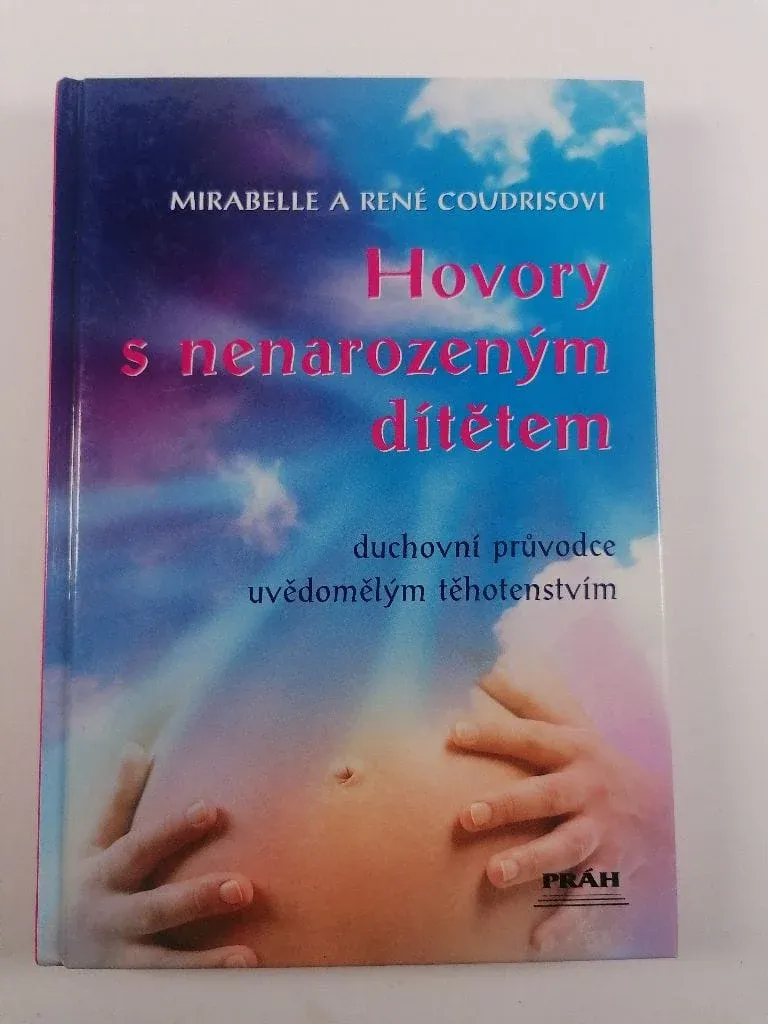 MIRABELLE A RENÉ COUDRISOVI
Hovory
s nenarozeným
dítětem
duchovní průvodce
uvědomělým těhotenstvím
PRÁH